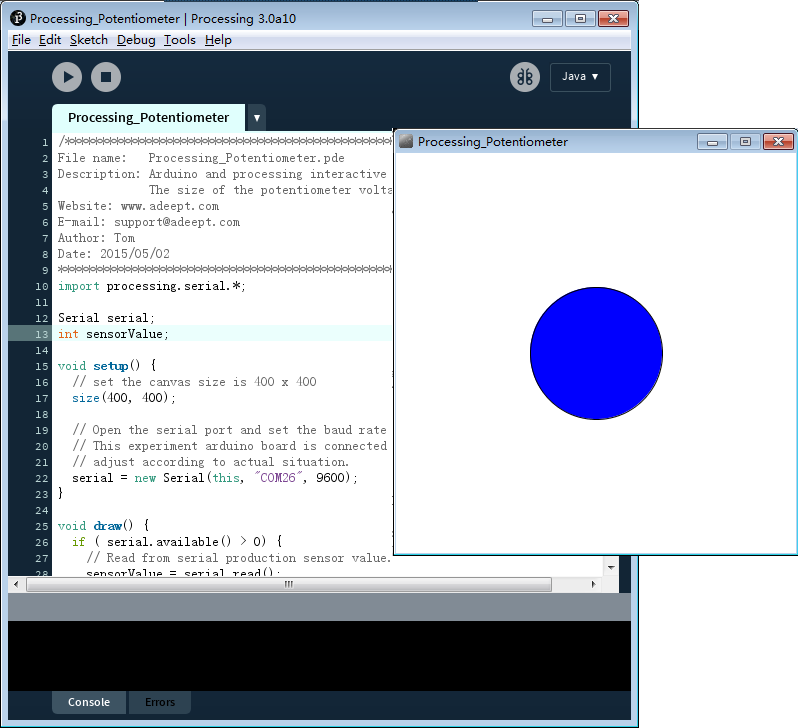 Processing_Potentiometer | Processing 3.0a10
File Edit Sketch Debug Tools Help
Java ▼
Processing_Potentiometer ▼
Processing_Potentiometer
1 /************************************************
2 File name: Processing_Potentiometer.pde
3 Description: Arduino and processing interactive
4 The size of the potentiometer volta
5 Website: www.adeept.com
6 E-mail: support@adeept.com
7 Author: Tom
8 Date: 2015/05/02
9 *************************************************
10 import processing.serial.*;
11
12 Serial serial;
13 int sensorValue;
14
15 void setup() {
16 // set the canvas size is 400 x 400
17 size(400, 400);
18
19 // Open the serial port and set the baud rate
20 // This experiment arduino board is connected
21 // adjust according to actual situation.
22 serial = new Serial(this, "COM26", 9600);
23 }
24
25 void draw() {
26 if ( serial.available() > 0) {
27 // Read from serial production sensor value.
28 sensorValue = serial.read();
Console Errors